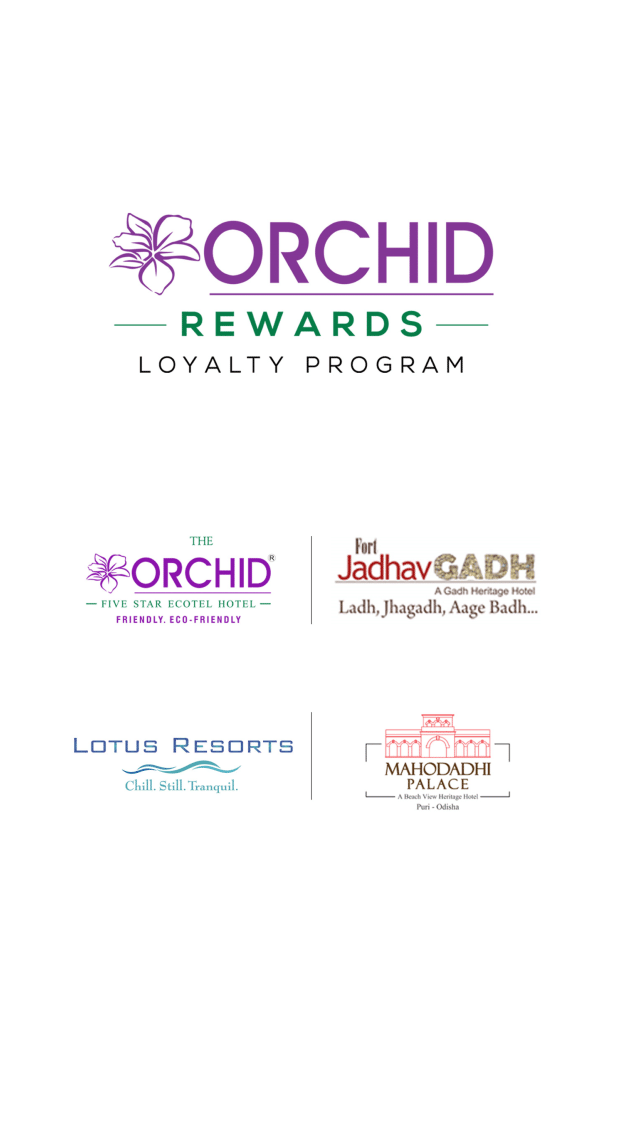 ORCHID
REWARDS
LOYALTY PROGRAM
THE
ORCHID®
FIVE STAR ECOTEL HOTEL
FRIENDLY. ECO-FRIENDLY
Fort
JadhavGADH
A Gadh Heritage Hotel
Ladh, Jhagadh, Aage Badh...
LOTUS RESORTS
Chill. Still. Tranquil.
MAHODADHI
PALACE
A Beach View Heritage Hotel
Puri - Odisha